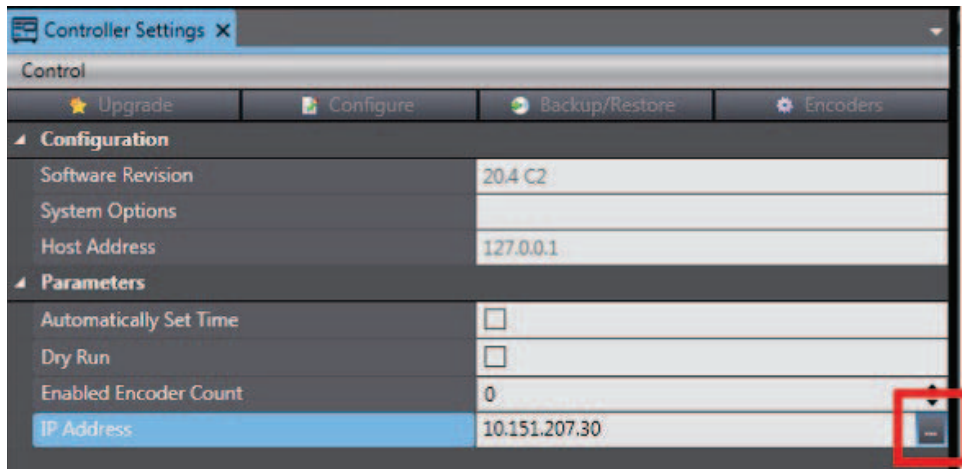 Controller Settings X
Control
Upgrade Configure Backup/Restore Encoders
Configuration
Software Revision 20.4 C2
System Options
Host Address 127.0.0.1
Parameters
Automatically Set Time
Dry Run
Enabled Encoder Count 0
IP Address 10.151.207.30 ...